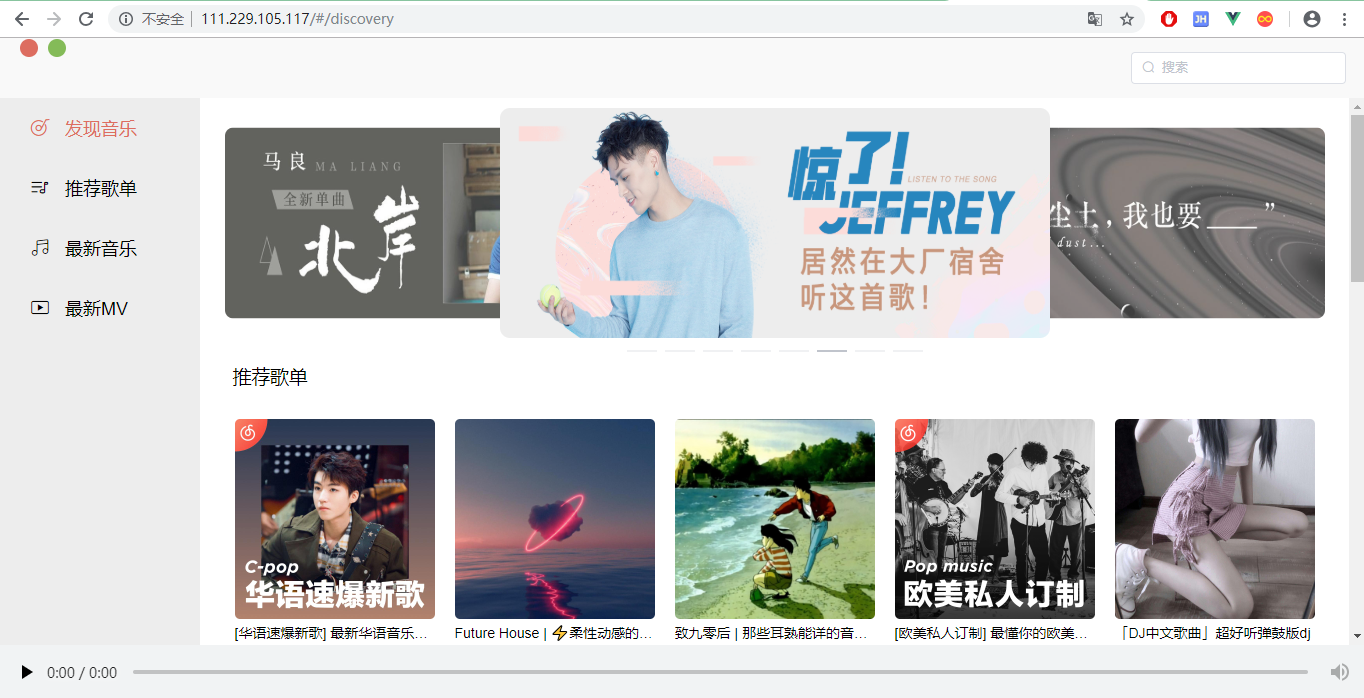 不安全 | 111.229.105.117/#/discovery
JH
搜索
发现音乐
推荐歌单
最新音乐
最新MV
马良 MA LIANG
全新单曲
北岸
惊了!
LISTEN TO THE SONG
JEFFREY
居然在大厂宿舍
听这首歌!
尘土，我也要____”
dust...
推荐歌单
C-pop
华语速爆新歌
Pop music
欧美私人订制
[华语速爆新歌] 最新华语音乐...
Future House | ⚡柔性动感的...
致九零后 | 那些耳熟能详的音...
[欧美私人订制] 最懂你的欧美...
「DJ中文歌曲」超好听弹鼓版dj
0:00 / 0:00